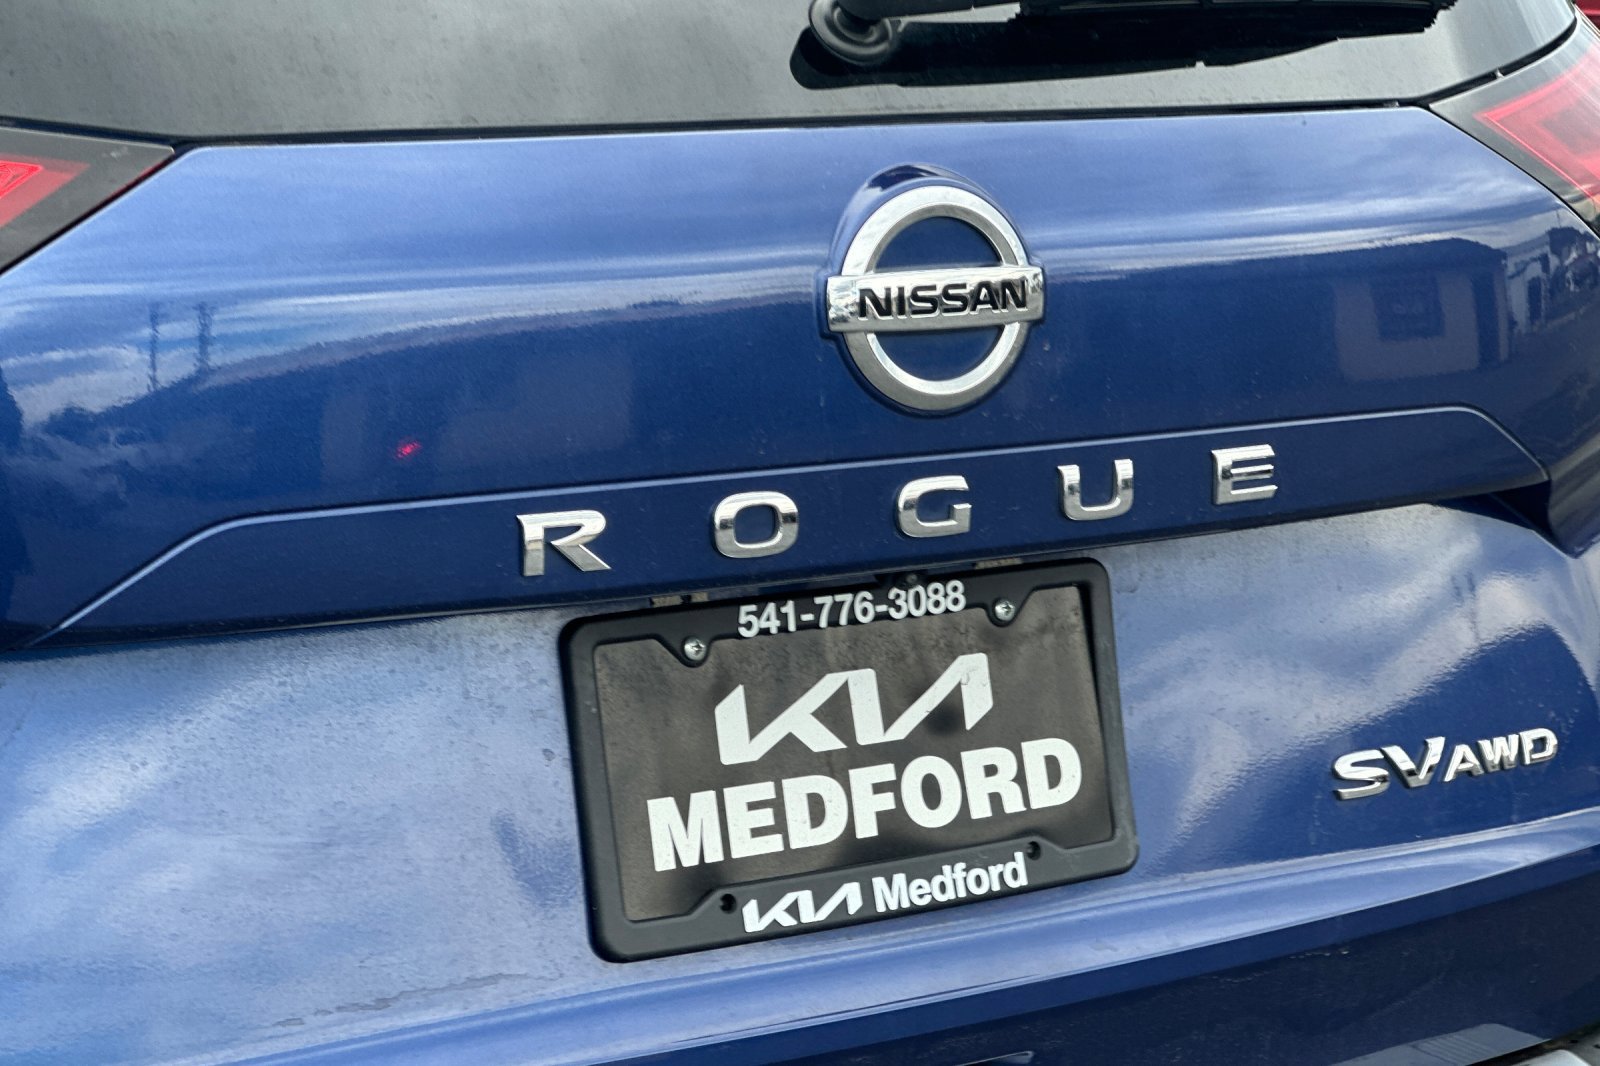 NISSAN
ROGUE
541-776-3088
KIA
MEDFORD
KIA Medford
SV AWD